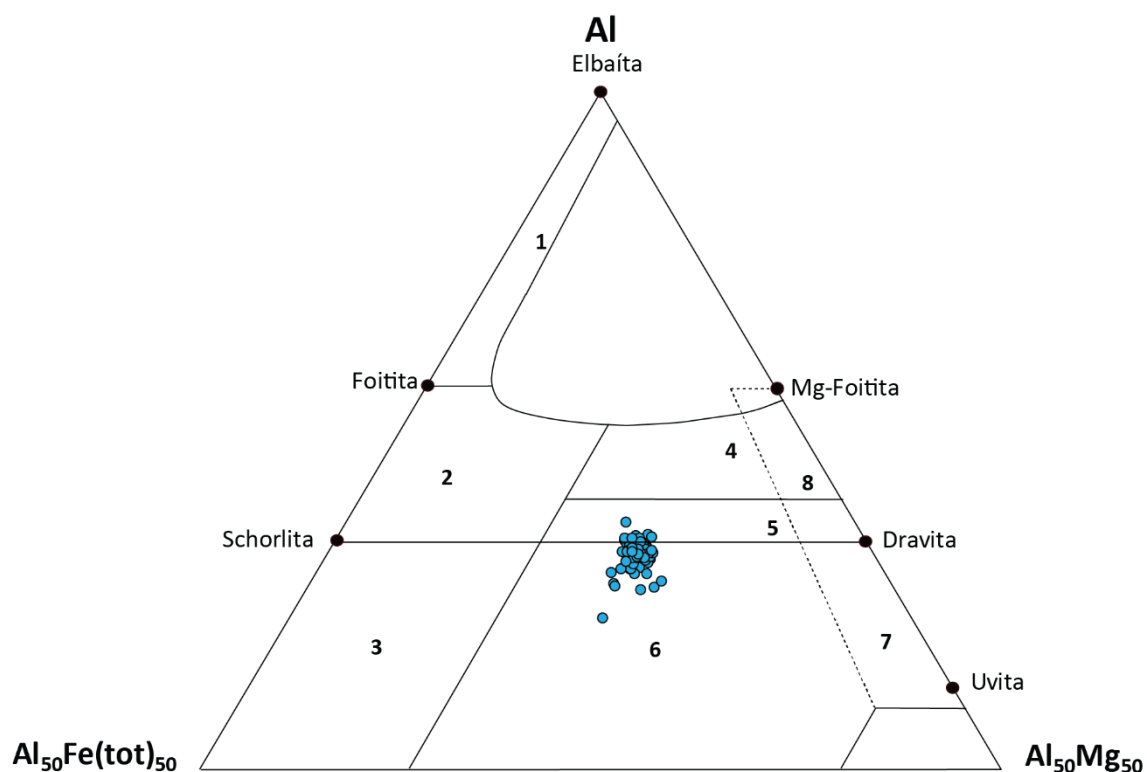 Al
Elbaíta
1
Foitita
Mg-Foitita
4
2
8
5
Schorlita
Dravita
3
6
7
Uvita
Al₅₀Fe(tot)₅₀
Al₅₀Mg₅₀